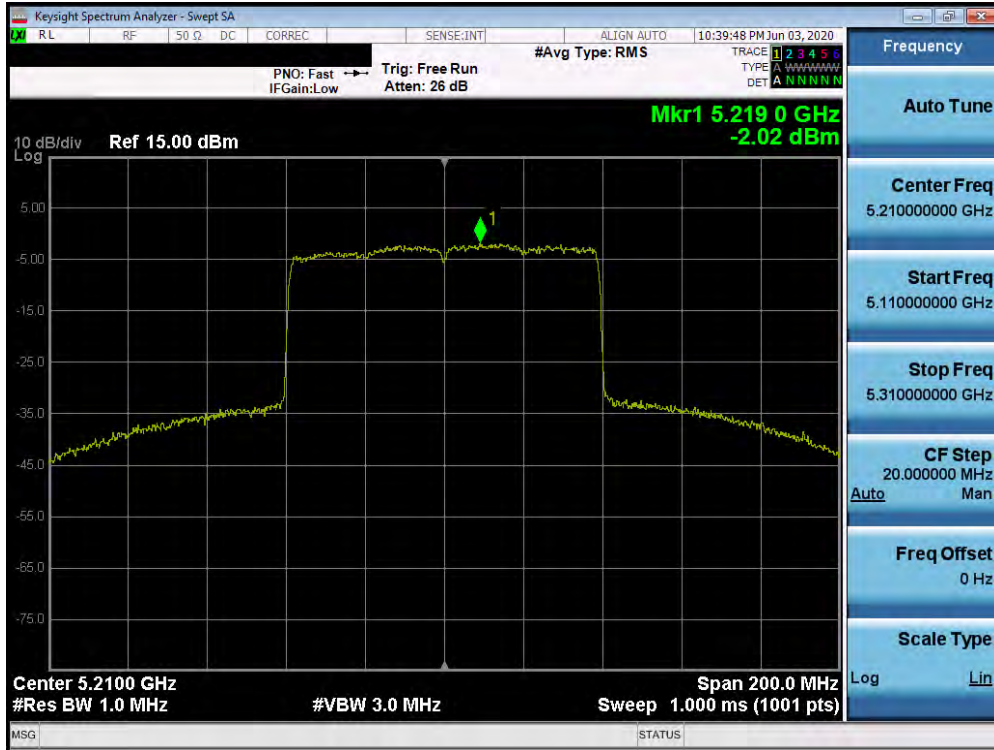 Keysight Spectrum Analyzer - Swept SA
LXI RL RF 50 Ω DC CORREC SENSE:INT ALIGN AUTO 10:39:48 PM Jun 03, 2020
#Avg Type: RMS TRACE 1 2 3 4 5 6
PNO: Fast Trig: Free Run TYPE A WWWWW
IFGain:Low Atten: 26 dB DET A N N N N N
Mkr1 5.219 0 GHz
10 dB/div Ref 15.00 dBm -2.02 dBm
Log
5.00
1
-5.00
-15.0
-25.0
-35.0
-45.0
-55.0
-65.0
-75.0
Center 5.2100 GHz Span 200.0 MHz
#Res BW 1.0 MHz #VBW 3.0 MHz Sweep 1.000 ms (1001 pts)
MSG STATUS
Frequency
Auto Tune
Center Freq
5.210000000 GHz
Start Freq
5.110000000 GHz
Stop Freq
5.310000000 GHz
CF Step
20.000000 MHz
Auto Man
Freq Offset
0 Hz
Scale Type
Log Lin